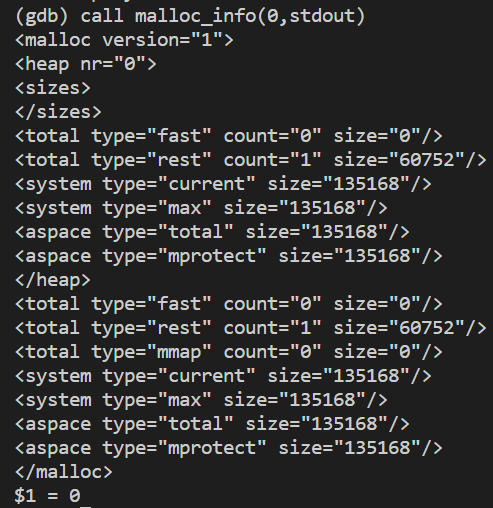 (gdb) call malloc_info(0,stdout)
<malloc version="1">
<heap nr="0">
<sizes>
</sizes>
<total type="fast" count="0" size="0"/>
<total type="rest" count="1" size="60752"/>
<system type="current" size="135168"/>
<system type="max" size="135168"/>
<aspace type="total" size="135168"/>
<aspace type="mprotect" size="135168"/>
</heap>
<total type="fast" count="0" size="0"/>
<total type="rest" count="1" size="60752"/>
<total type="mmap" count="0" size="0"/>
<system type="current" size="135168"/>
<system type="max" size="135168"/>
<aspace type="total" size="135168"/>
<aspace type="mprotect" size="135168"/>
</malloc>
$1 = 0